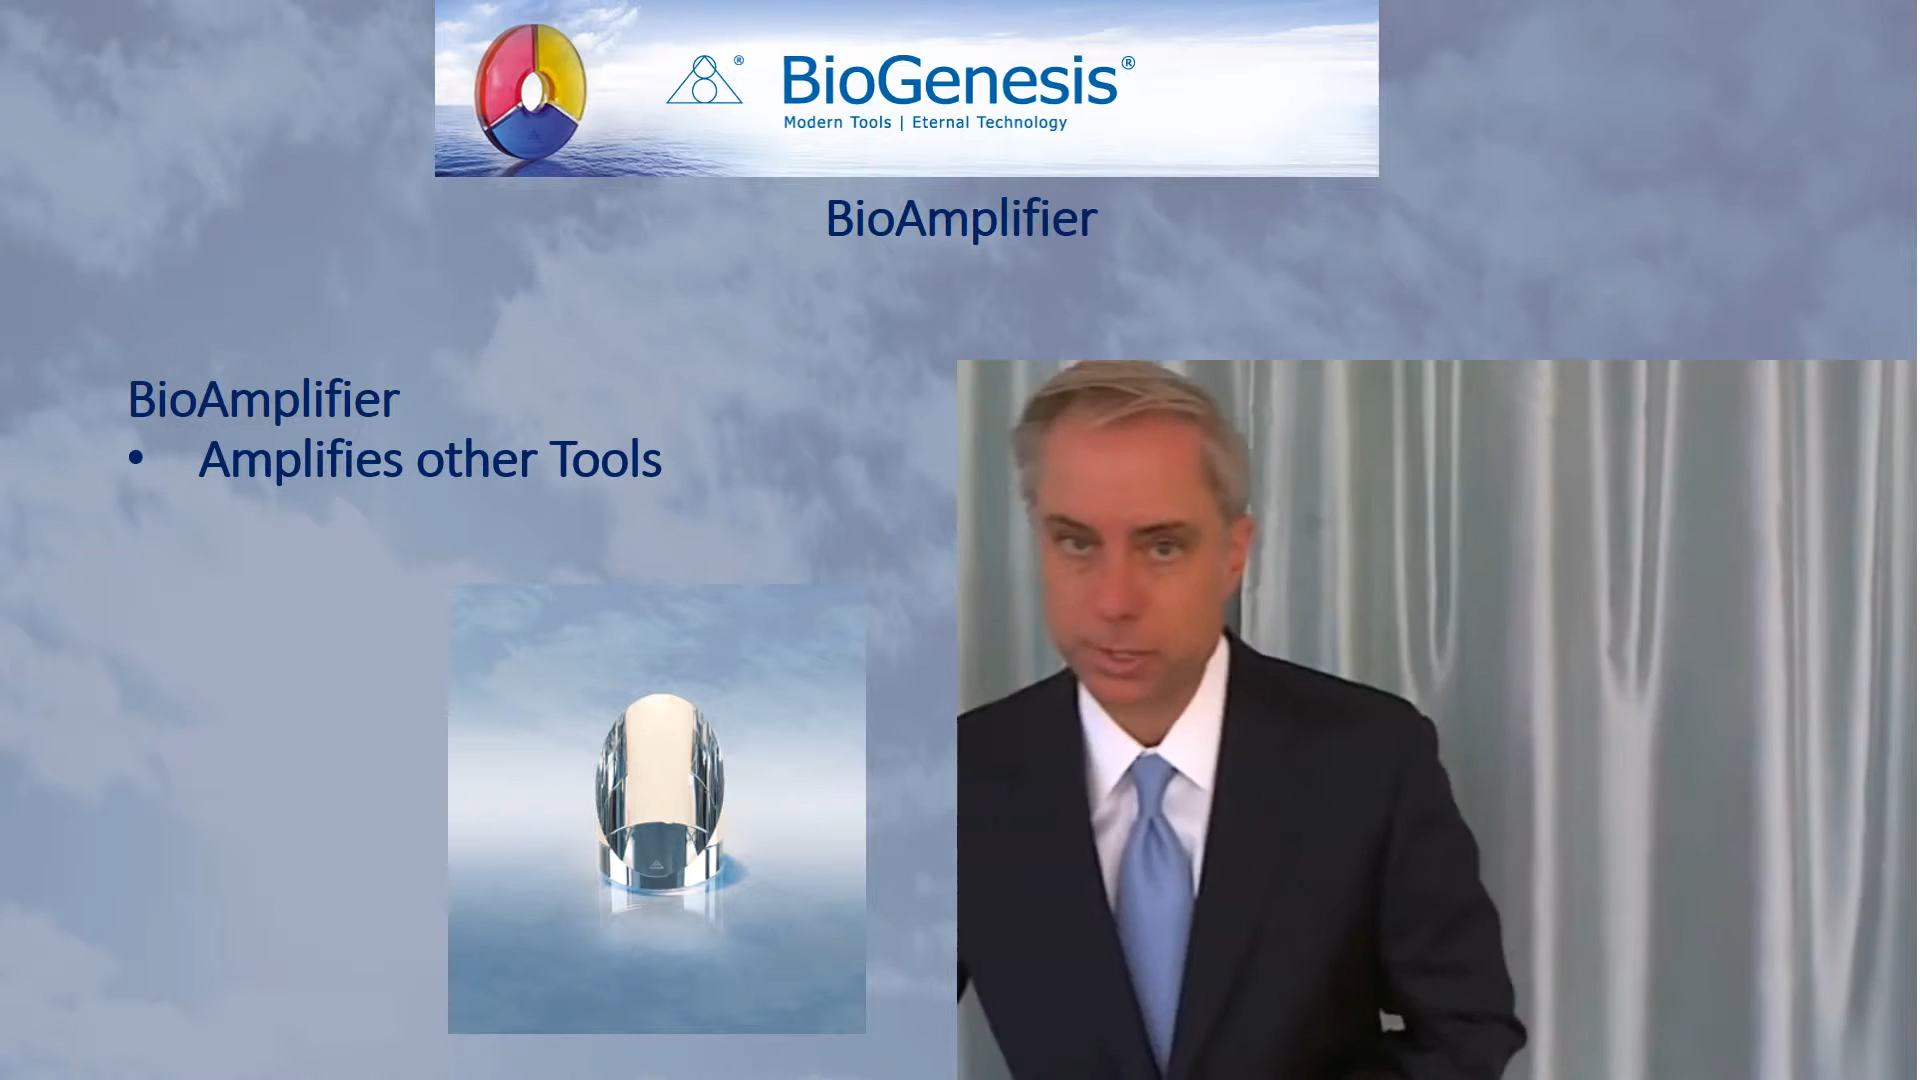 BioGenesis®
®
Modern Tools | Eternal Technology
BioAmplifier
BioAmplifier
• Amplifies other Tools